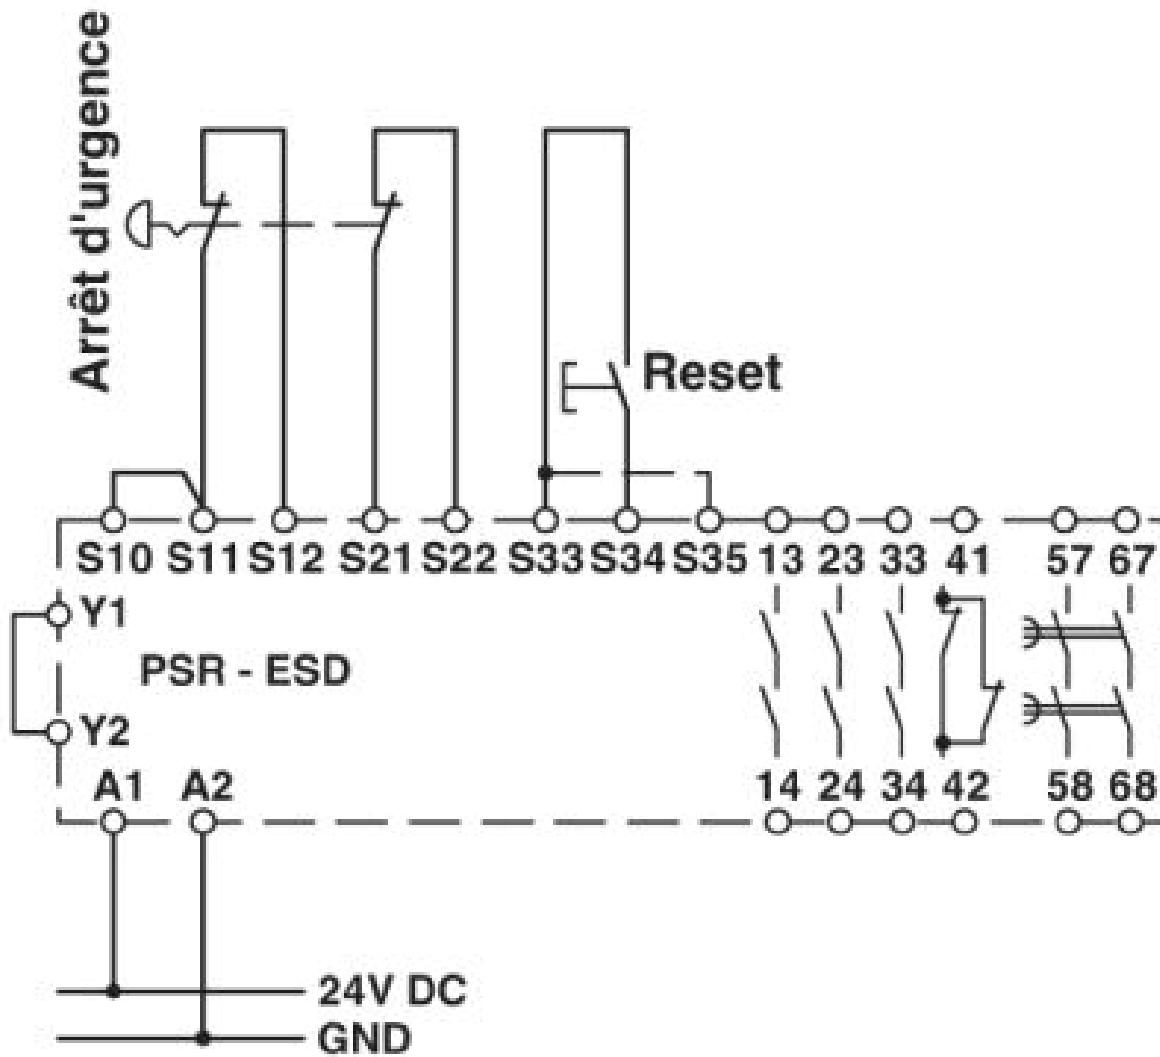 Arrêt d'urgence
Reset
S10 S11 S12 S21 S22 S33 S34 S35 13 23 33 41 57 67
Y1
PSR - ESD
Y2
A1 A2 14 24 34 42 58 68
24V DC
GND